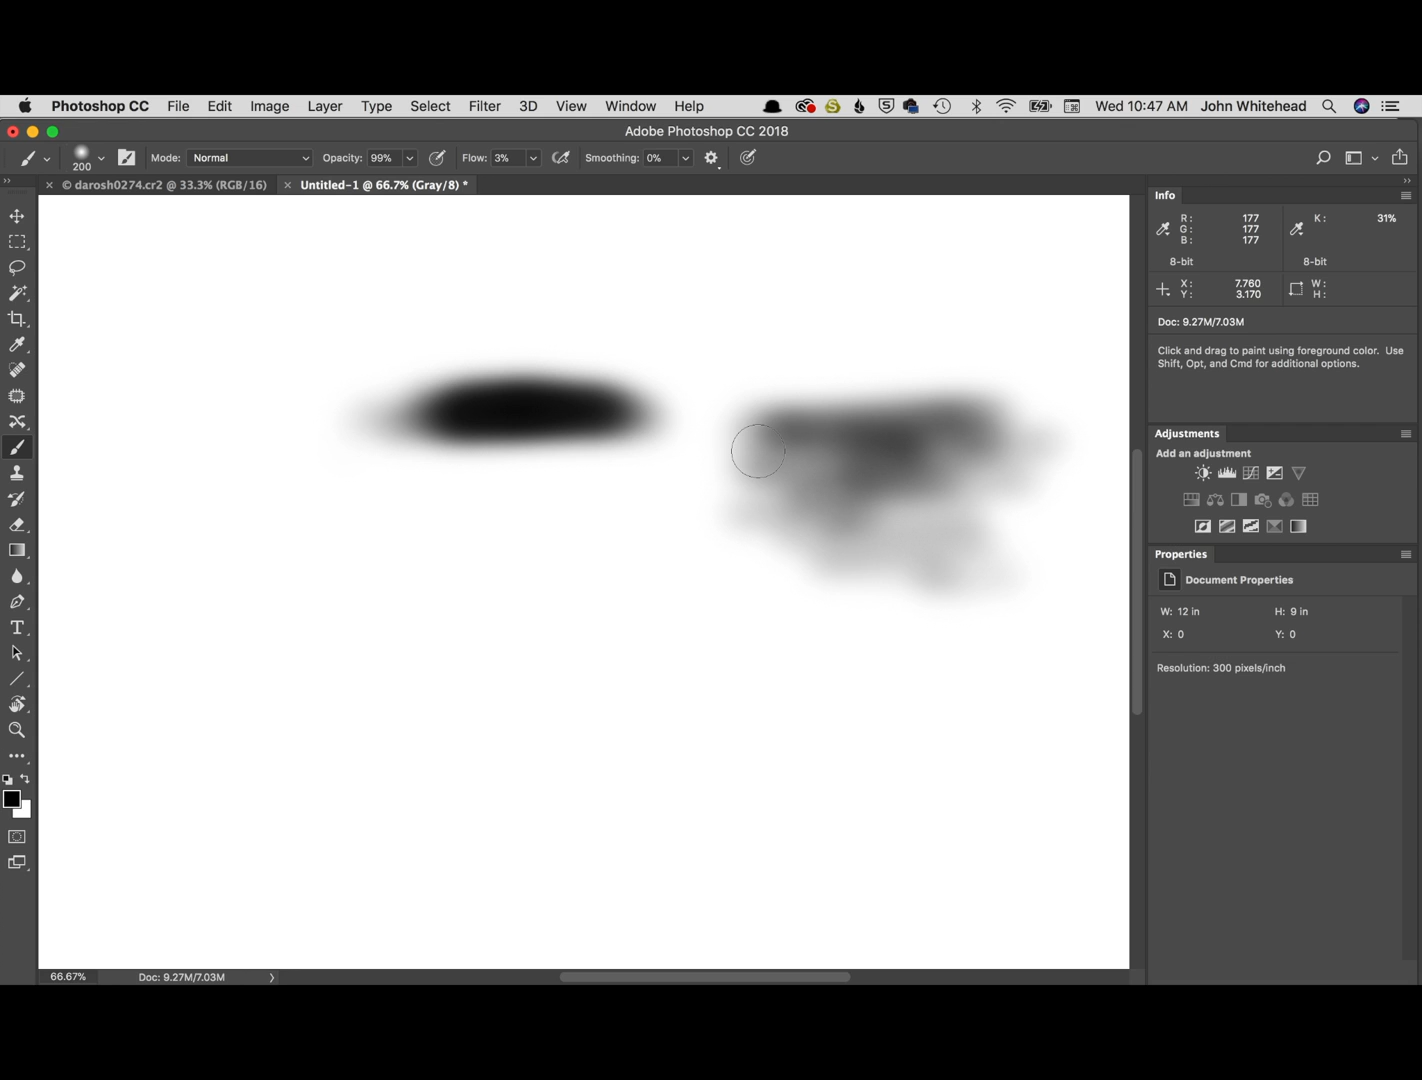 Photoshop CC File Edit Image Layer Type Select Filter 3D View Window Help Wed 10:47 AM John Whitehead
Adobe Photoshop CC 2018
200 Mode: Normal Opacity: 99% Flow: 3% Smoothing: 0%
© darosh0274.cr2 @ 33.3% (RGB/16) Untitled-1 @ 66.7% (Gray/8) *
Info
R: 177 K: 31%
G: 177
B: 177
8-bit 8-bit
X: 7.760 W:
Y: 3.170 H:
Doc: 9.27M/7.03M
Click and drag to paint using foreground color. Use
Shift, Opt, and Cmd for additional options.
Adjustments
Add an adjustment
Properties
Document Properties
W: 12 in H: 9 in
X: 0 Y: 0
Resolution: 300 pixels/inch
66.67% Doc: 9.27M/7.03M